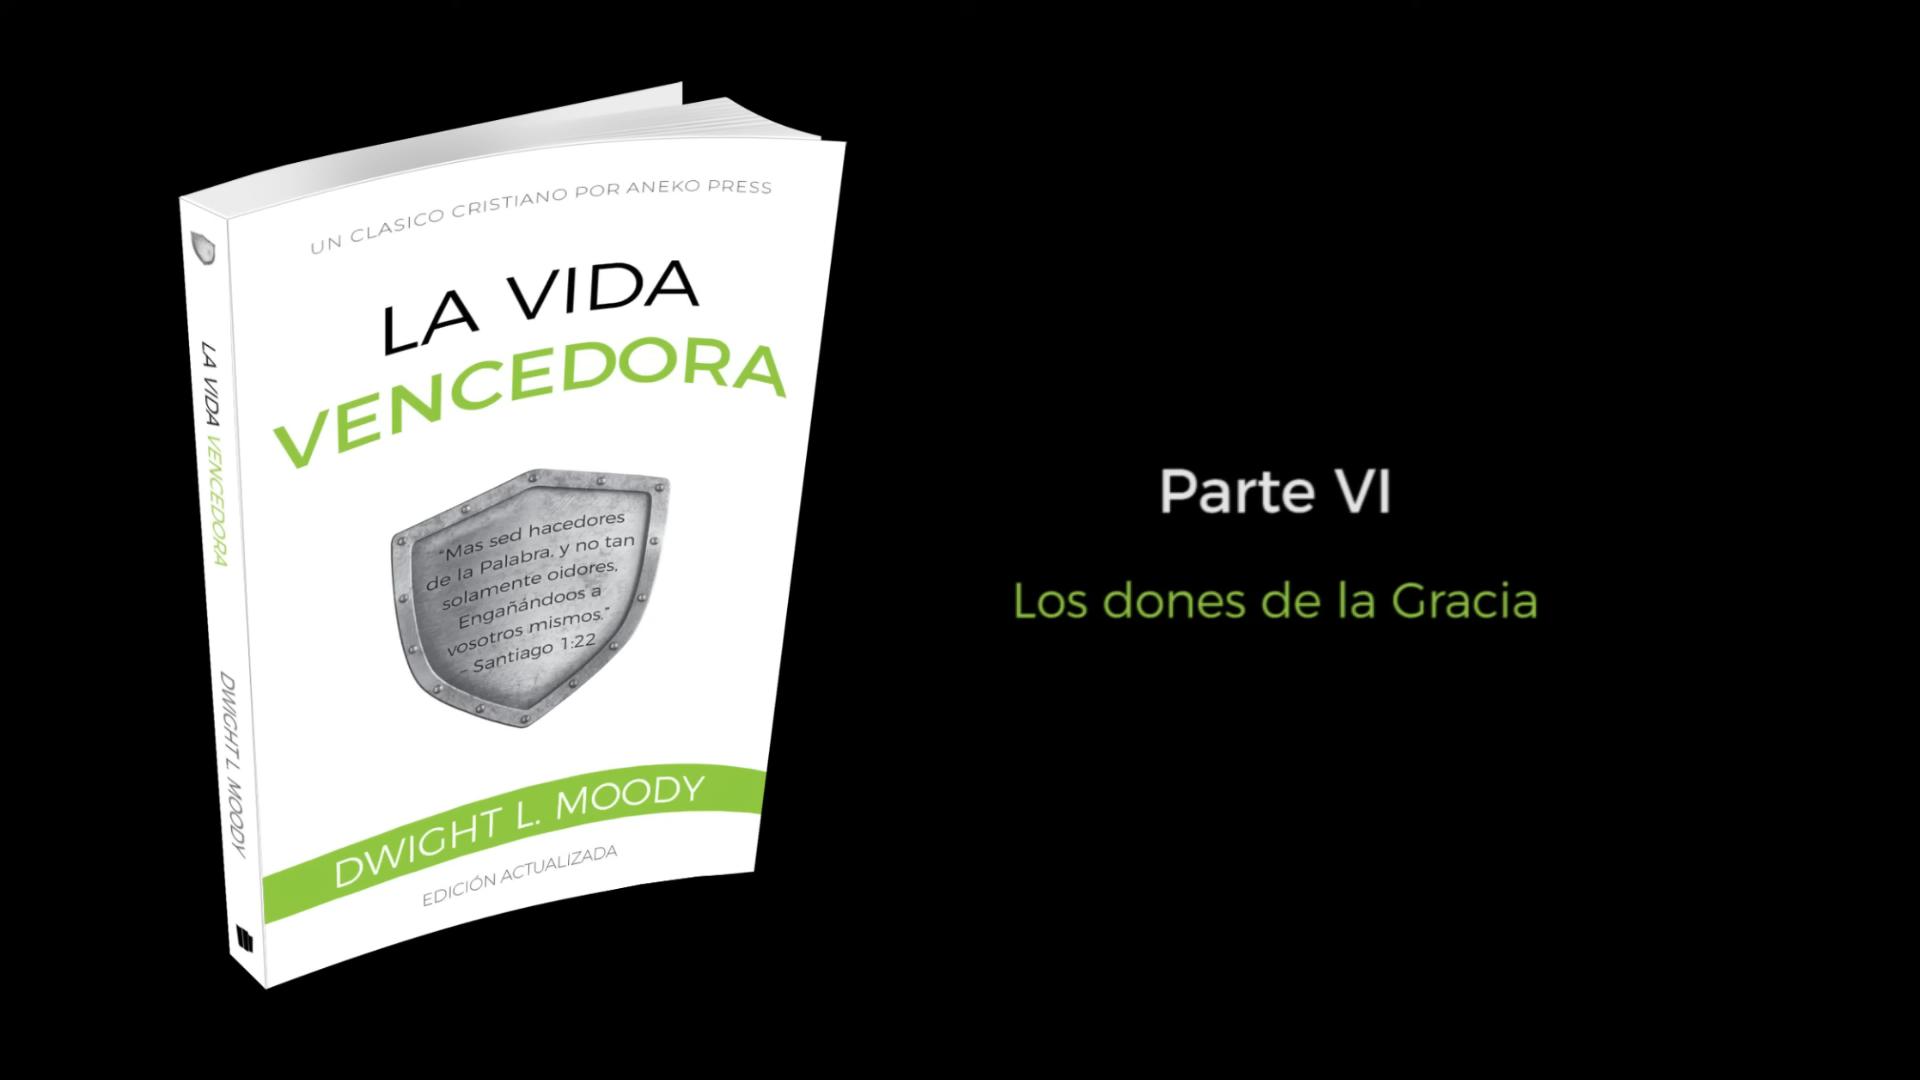 UN CLASICO CRISTIANO POR ANEKO PRESS
LA VIDA
VENCEDORA
"Mas sed hacedores
de la Palabra, y no tan
solamente oidores,
Engañándoos a
vosotros mismos."
- Santiago 1:22
DWIGHT L. MOODY
EDICIÓN ACTUALIZADA
LA VIDA VENCEDORA
DWIGHT L. MOODY
Parte VI
Los dones de la Gracia